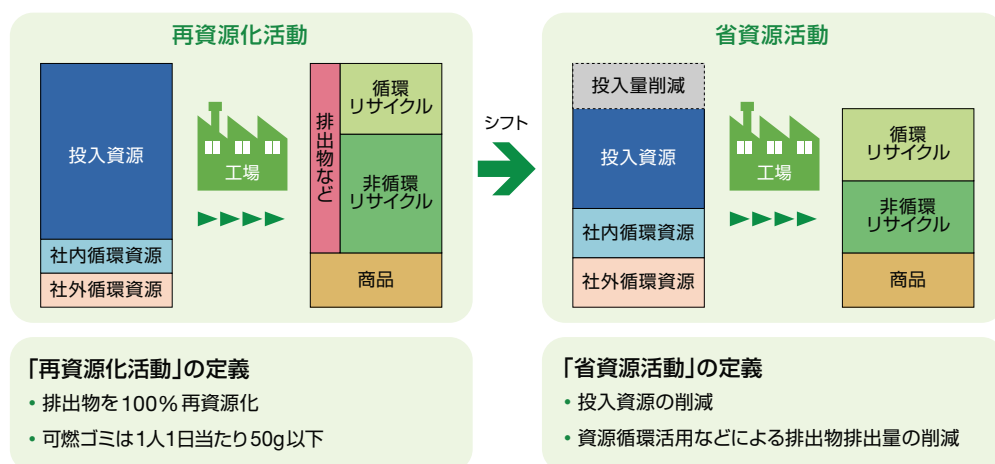 再資源化活動
投入資源
社内循環資源
社外循環資源
工場
排出物など
循環
リサイクル
非循環
リサイクル
商品
シフト
省資源活動
投入量削減
投入資源
社内循環資源
社外循環資源
工場
循環
リサイクル
非循環
リサイクル
商品
「再資源化活動」の定義
・排出物を100%再資源化
・可燃ゴミは1人1日当たり50g以下
「省資源活動」の定義
・投入資源の削減
・資源循環活用などによる排出物排出量の削減